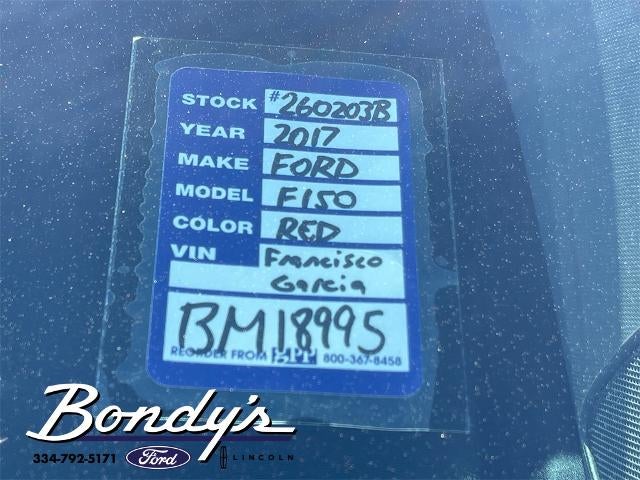 STOCK #260203B
YEAR 2017
MAKE FORD
MODEL F150
COLOR RED
VIN Francisco
Garcia
BM18995
REORDER FROM GPP 800-367-8458
Bondy's
334-792-5171 Ford LINCOLN